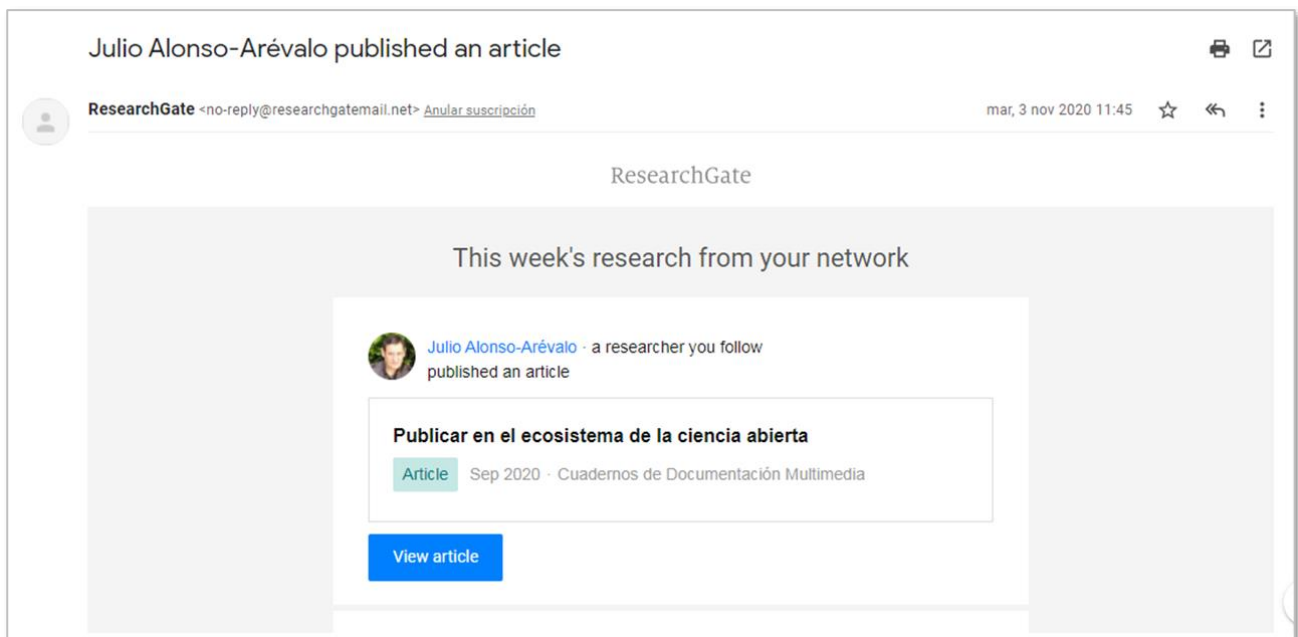 Julio Alonso-Arévalo published an article
ResearchGate <no-reply@researchgatemail.net> Anular suscripción mar, 3 nov 2020 11:45
ResearchGate
This week's research from your network
Julio Alonso-Arévalo · a researcher you follow
published an article
Publicar en el ecosistema de la ciencia abierta
Article Sep 2020 · Cuadernos de Documentación Multimedia
View article